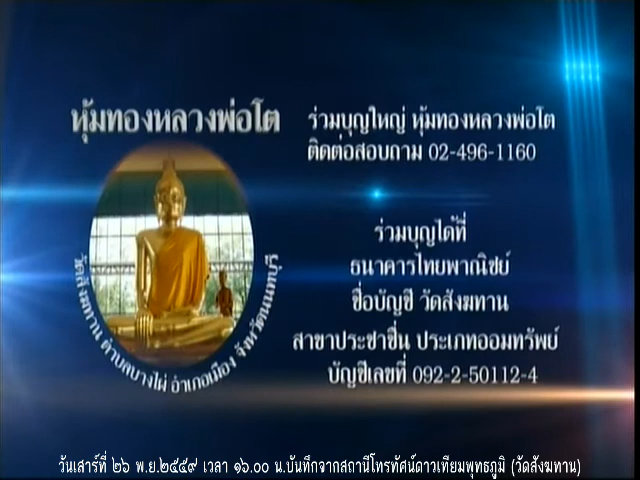 หุ้มทองหลวงพ่อโต
วัดสังฆทาน ตำบลบางไผ่ อำเภอเมือง จังหวัดนนทบุรี
ร่วมบุญใหญ่ หุ้มทองหลวงพ่อโต
ติดต่อสอบถาม 02-496-1160
ร่วมบุญได้ที่
ธนาคารไทยพาณิชย์
ชื่อบัญชี วัดสังฆทาน
สาขาประชาชื่น ประเภทออมทรัพย์
บัญชีเลขที่ 092-2-50112-4
วันเสาร์ที่ ๒๖ พ.ย.๒๕๕๙ เวลา ๑๖.๐๐ น.บันทึกจากสถานีโทรทัศน์ดาวเทียมพุทธภูมิ (วัดสังฆทาน)